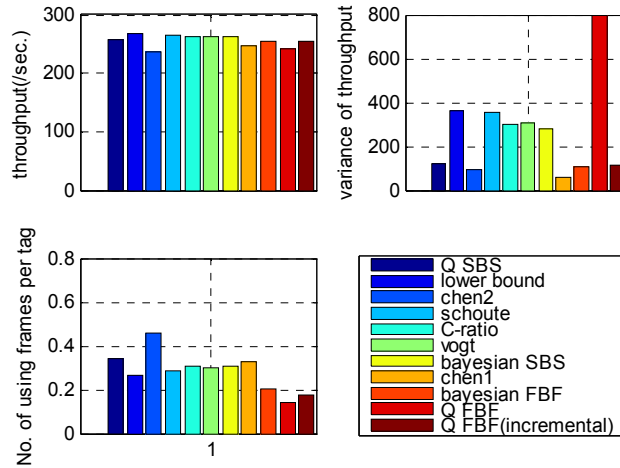 throughput(/sec.)
300
200
100
0
variance of throughput
800
600
400
200
0
No. of using frames per tag
0.8
0.6
0.4
0.2
0
1
Q SBS
lower bound
chen2
schoute
C-ratio
vogt
bayesian SBS
chen1
bayesian FBF
Q FBF
Q FBF(incremental)